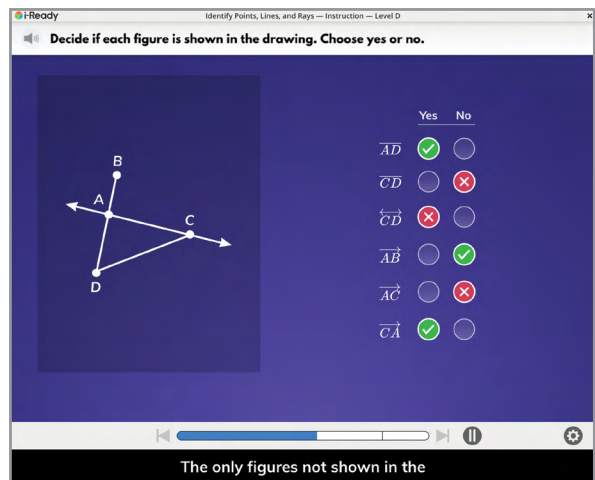 i-Ready
Identify Points, Lines, and Rays — Instruction — Level D
x
Decide if each figure is shown in the drawing. Choose yes or no.
Yes No
B
A
C
D
AD
CD
CD
AB
AC
CA
The only figures not shown in the